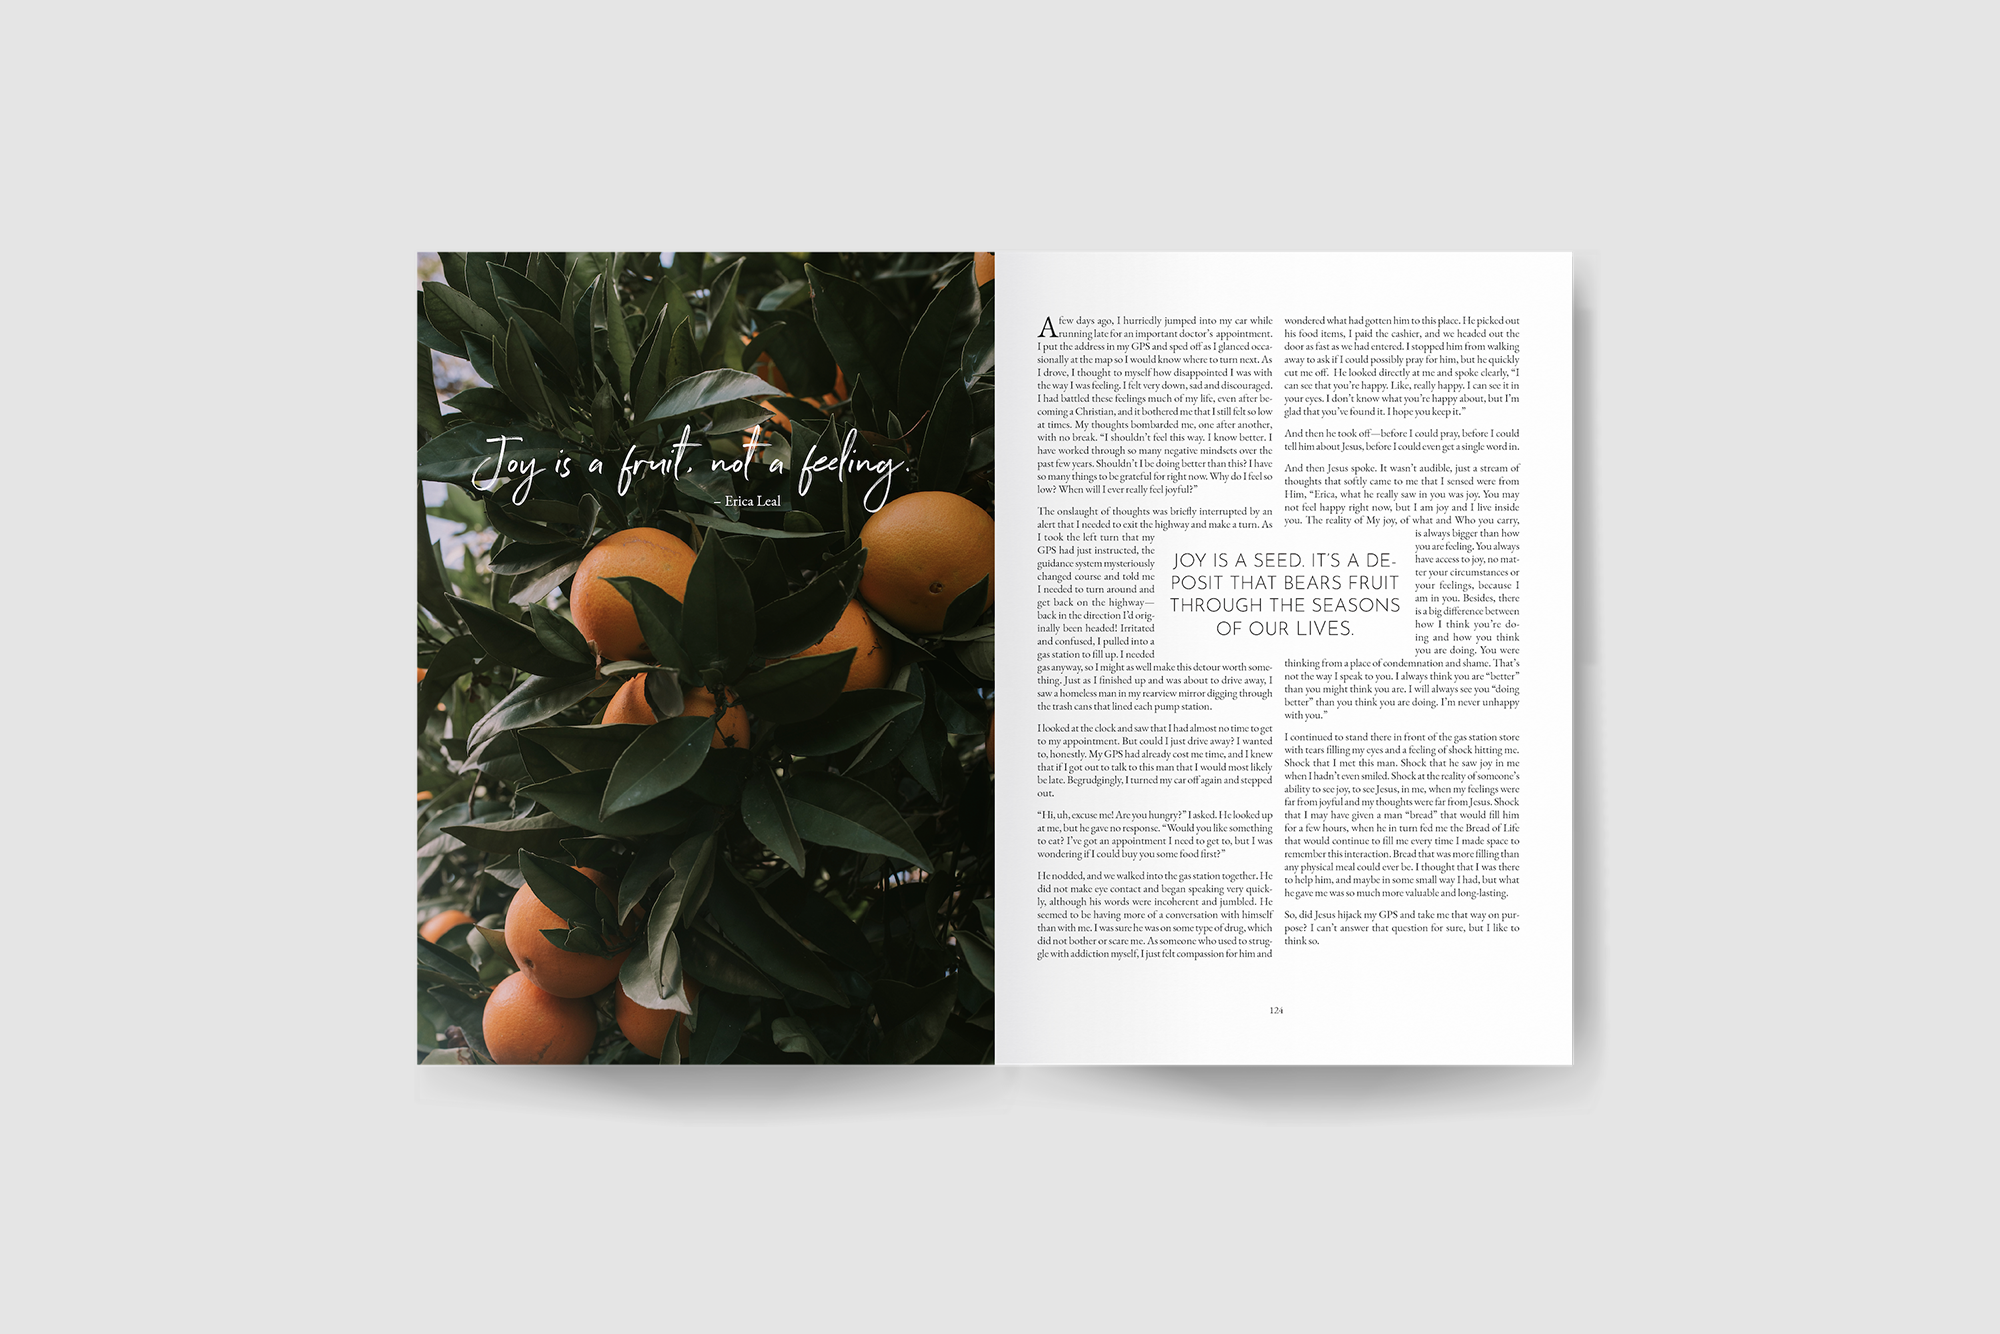 Joy is a fruit, not a feeling.
– Erica Leal
A few days ago, I hurriedly jumped into my car while
running late for an important doctor's appointment.
I put the address in my GPS and sped off as I glanced occa-
sionally at the map so I would know where to turn next. As
I drove, I thought to myself how disappointed I was with
the way I was feeling. I felt very down, sad and discouraged.
I had battled these feelings much of my life, even after be-
coming a Christian, and it bothered me that I still felt so low
at times. My thoughts bombarded me, one after another,
with no break. “I shouldn't feel this way. I know better. I
have worked through so many negative mindsets over the
past few years. Shouldn't I be doing better than this? I have
so many things to be grateful for right now. Why do I feel so
low? When will I ever really feel joyful?”
The onslaught of thoughts was briefly interrupted by an
alert that I needed to exit the highway and make a turn. As
I took the left turn that my
GPS had just instructed, the
guidance system mysteriously
changed course and told me
I needed to turn around and
get back on the highway—
back in the direction I'd orig-
inally been headed! Irritated
and confused, I pulled into a
gas station to fill up. I needed
gas anyway, so I might as well make this detour worth some-
thing. Just as I finished up and was about to drive away, I
saw a homeless man in my rearview mirror digging through
the trash cans that lined each pump station.
I looked at the clock and saw that I had almost no time to get
to my appointment. But could I just drive away? I wanted
to, honestly. My GPS had already cost me time, and I knew
that if I got out to talk to this man that I would most likely
be late. Begrudgingly, I turned my car off again and stepped
out.
“Hi, uh, excuse me! Are you hungry?” I asked. He looked up
at me, but he gave no response. “Would you like something
to eat? I've got an appointment I need to get to, but I was
wondering if I could buy you some food first?”
He nodded, and we walked into the gas station together. He
did not make eye contact and began speaking very quick-
ly, although his words were incoherent and jumbled. He
seemed to be having more of a conversation with himself
than with me. I was sure he was on some type of drug, which
did not bother or scare me. As someone who used to strug-
gle with addiction myself, I just felt compassion for him and
JOY IS A SEED. IT'S A DE-
POSIT THAT BEARS FRUIT
THROUGH THE SEASONS
OF OUR LIVES.
wondered what had gotten him to this place. He picked out
his food items, I paid the cashier, and we headed out the
door as fast as we had entered. I stopped him from walking
away to ask if I could possibly pray for him, but he quickly
cut me off. He looked directly at me and spoke clearly, “I
can see that you're happy. Like, really happy. I can see it in
your eyes. I don't know what you're happy about, but I'm
glad that you've found it. I hope you keep it.”
And then he took off—before I could pray, before I could
tell him about Jesus, before I could even get a single word in.
And then Jesus spoke. It wasn't audible, just a stream of
thoughts that softly came to me that I sensed were from
Him, “Erica, what he really saw in you was joy. You may
not feel happy right now, but I am joy and I live inside
you. The reality of My joy, of what and Who you carry,
is always bigger than how
you are feeling. You always
have access to joy, no mat-
ter your circumstances or
your feelings, because I
am in you. Besides, there
is a big difference between
how I think you're do-
ing and how you think
you are doing. You were
thinking from a place of condemnation and shame. That's
not the way I speak to you. I always think you are “better”
than you might think you are. I will always see you “doing
better” than you think you are doing. I'm never unhappy
with you.”
I continued to stand there in front of the gas station store
with tears filling my eyes and a feeling of shock hitting me.
Shock that I met this man. Shock that he saw joy in me
when I hadn't even smiled. Shock at the reality of someone's
ability to see joy, to see Jesus, in me, when my feelings were
far from joyful and my thoughts were far from Jesus. Shock
that I may have given a man “bread” that would fill him
for a few hours, when he in turn fed me the Bread of Life
that would continue to fill me every time I made space to
remember this interaction. Bread that was more filling than
any physical meal could ever be. I thought that I was there
to help him, and maybe in some small way I had, but what
he gave me was so much more valuable and long-lasting.
So, did Jesus hijack my GPS and take me that way on pur-
pose? I can't answer that question for sure, but I like to
think so.
124